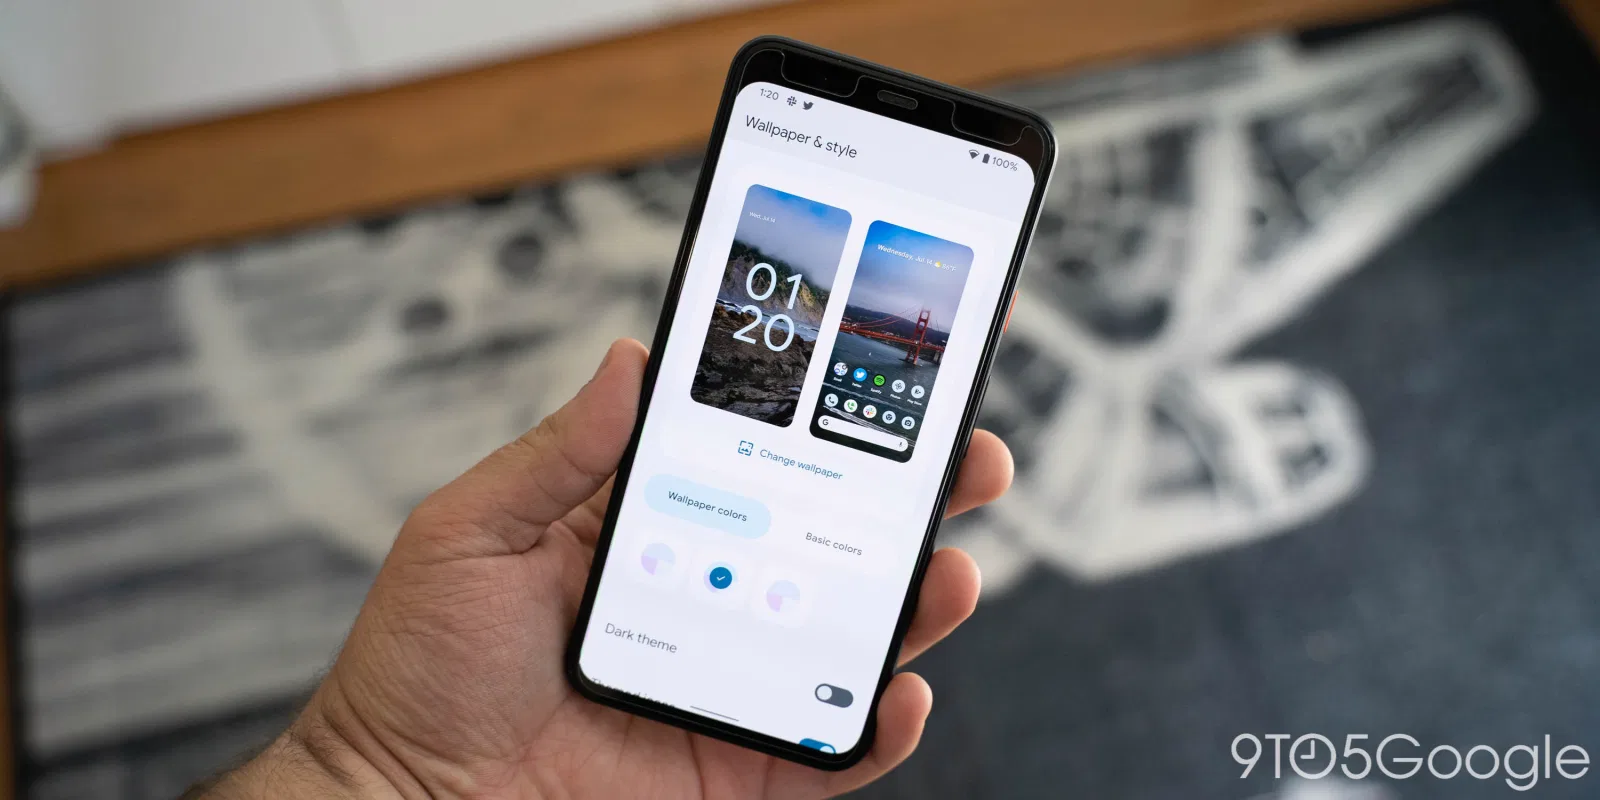 1:20
100%
Wallpaper & style
Wed, Jul 14
01
20
Wednesday, Jul 14
Change wallpaper
Wallpaper colors
Basic colors
Dark theme
9TO5Google